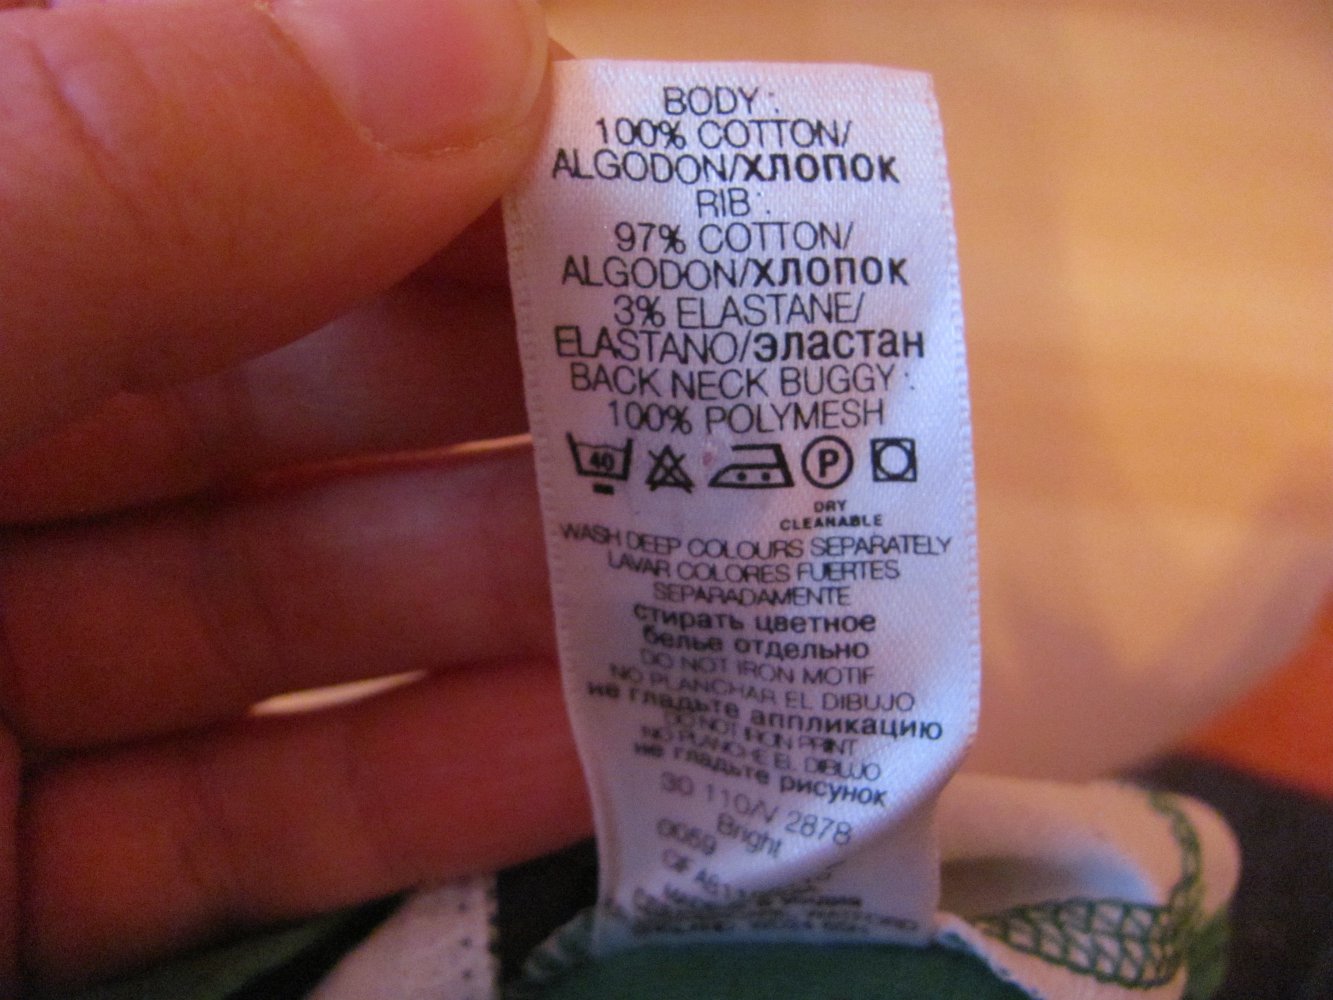 BODY :
100% COTTON/
ALGODON/хлопок
RIB :
97% COTTON/
ALGODON/хлопок
3% ELASTANE/
ELASTANO/эластан
BACK NECK BUGGY :
100% POLYMESH
40 P
DRY
CLEANABLE
WASH DEEP COLOURS SEPARATELY
LAVAR COLORES FUERTES
SEPARADAMENTE
стирать цветное
белье отдельно
DO NOT IRON MOTIF
NO PLANCHAR EL DIBUJO
не гладьте аппликацию
DO NOT IRON PRINT
NO PLANCHE EL DIBUJO
не гладьте рисунок
30 110/V 2878
Bright